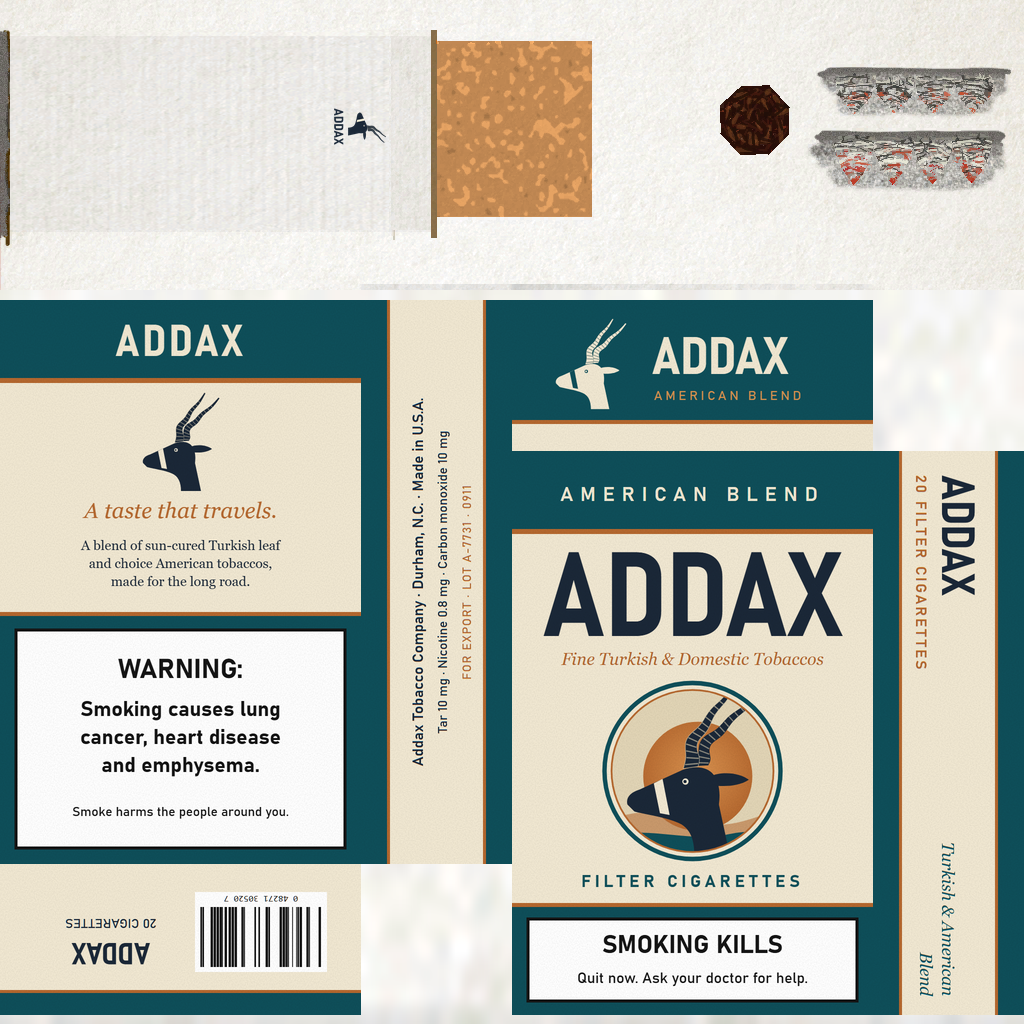 ADDAX
ADDAX
A taste that travels.
A blend of sun-cured Turkish leaf
and choice American tobaccos,
made for the long road.
WARNING:
Smoking causes lung
cancer, heart disease
and emphysema.
Smoke harms the people around you.
0 48271 30520 7
20 CIGARETTES
ADDAX
Addax Tobacco Company · Durham, N.C. · Made in U.S.A.
Tar 10 mg · Nicotine 0.8 mg · Carbon monoxide 10 mg
FOR EXPORT · LOT A-7731 · 0911
ADDAX
AMERICAN BLEND
AMERICAN BLEND
ADDAX
Fine Turkish & Domestic Tobaccos
FILTER CIGARETTES
SMOKING KILLS
Quit now. Ask your doctor for help.
ADDAX
20 FILTER CIGARETTES
Turkish & American
Blend